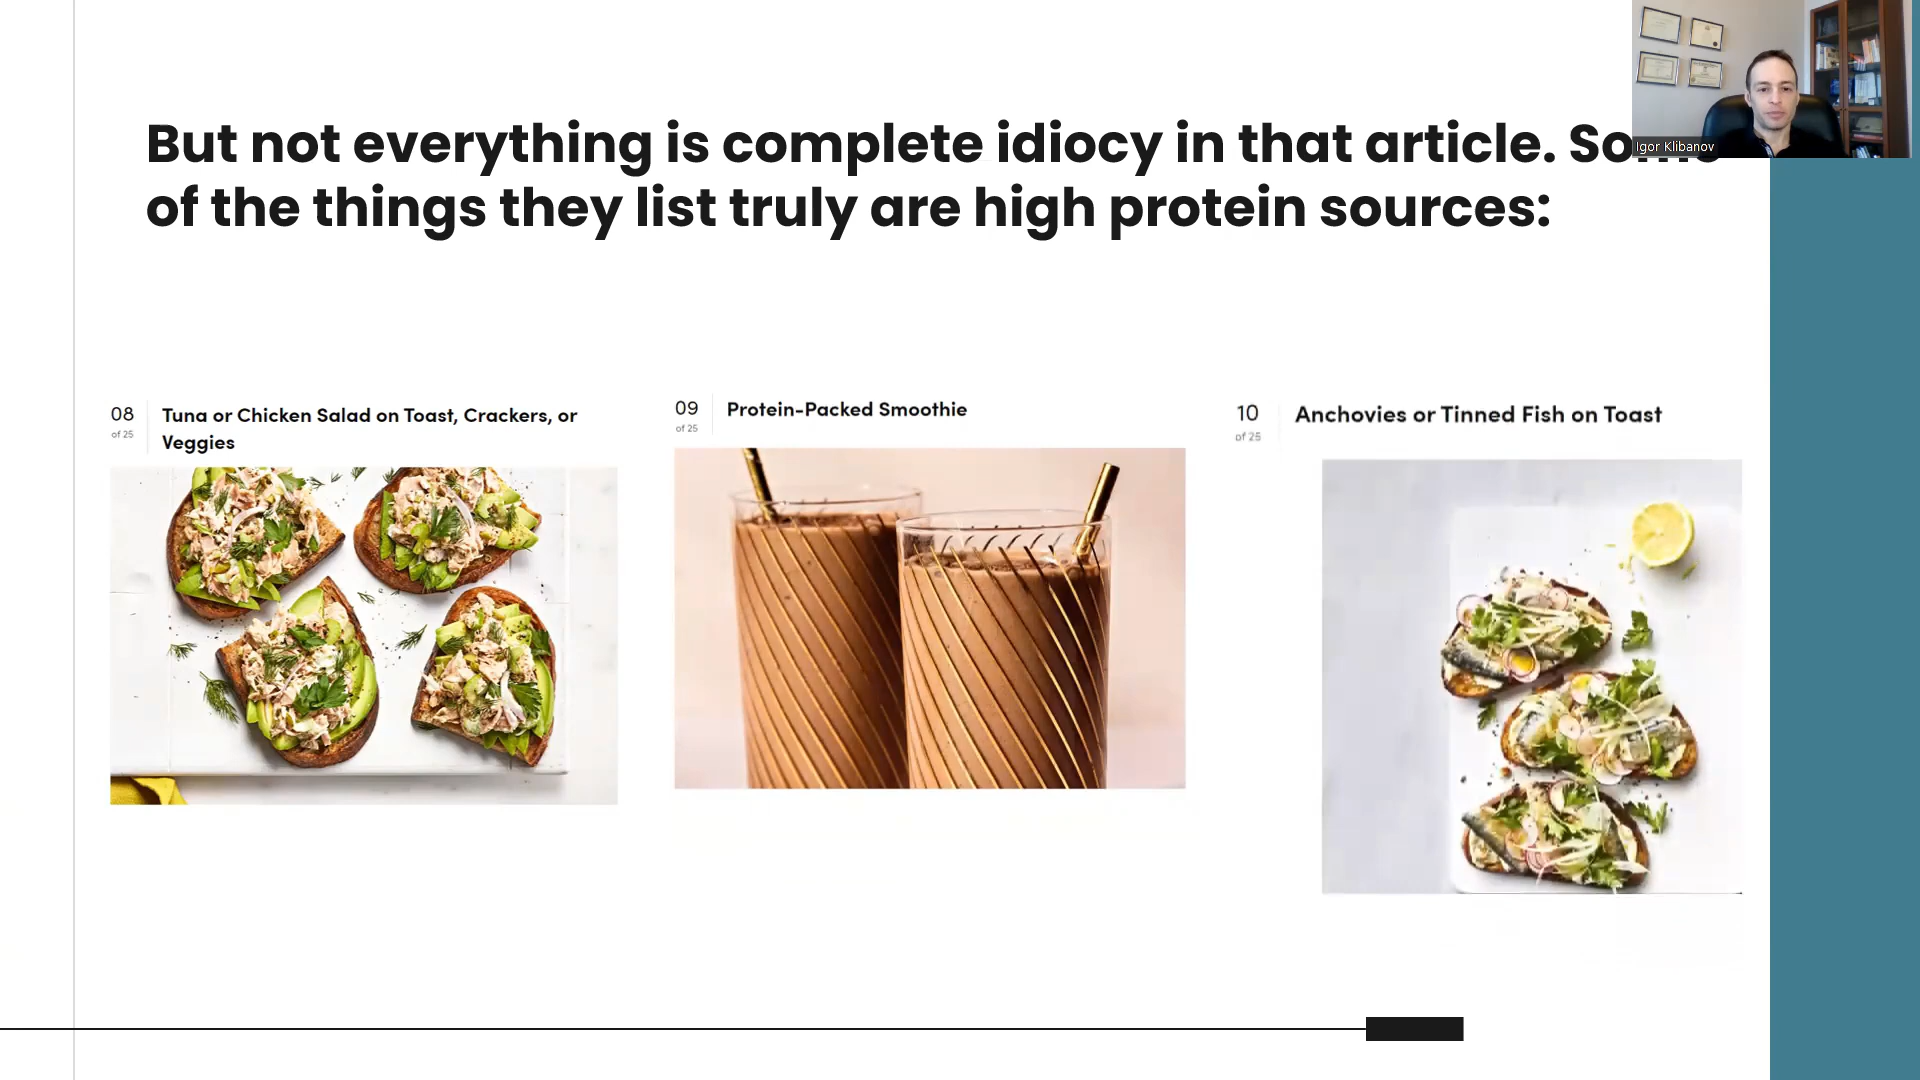 But not everything is complete idiocy in that article. Some
of the things they list truly are high protein sources:
Igor Klibanov
08
of 25
Tuna or Chicken Salad on Toast, Crackers, or
Veggies
09
of 25
Protein-Packed Smoothie
10
of 25
Anchovies or Tinned Fish on Toast